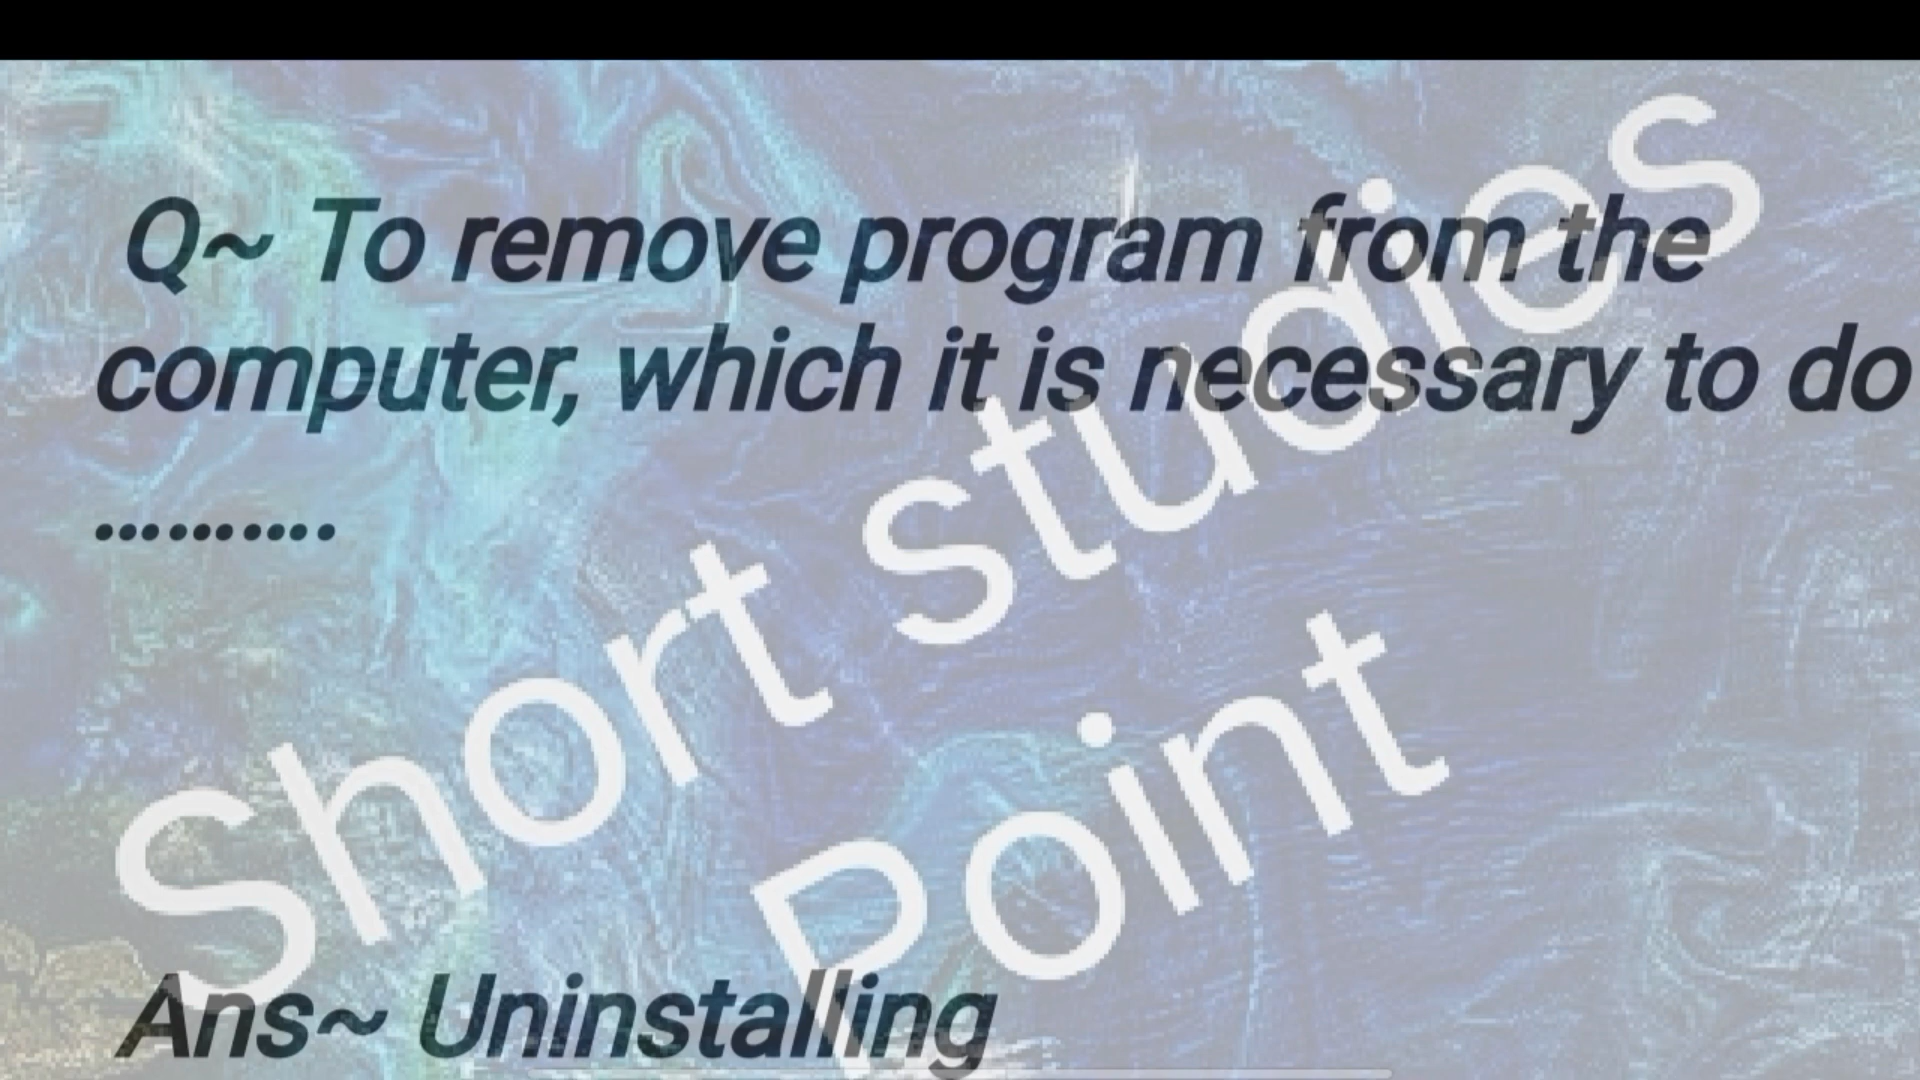 Q~ To remove program from the
computer, which it is necessary to do
..........
Short studies
Point
Ans~ Uninstalling